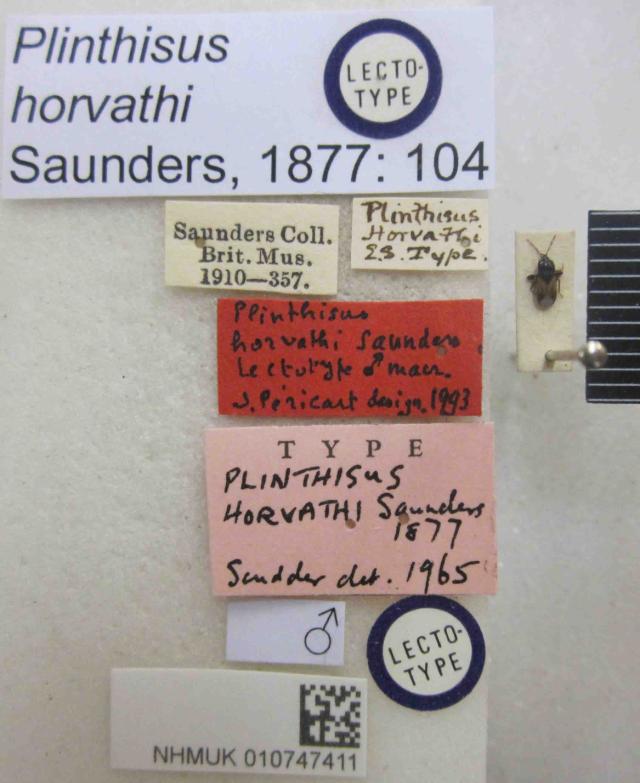 Plinthisus
horvathi
Saunders, 1877: 104
LECTO-
TYPE
Saunders Coll.
Brit. Mus.
1910—357.
Plinthisus
Horvathi
E.S. Type.
Plinthisus
horvathi Saunders
Lectotype ♂ macr.
J. Péricart design. 1993
TYPE
PLINTHISUS
HORVATHI Saunders
1877
Scudder det. 1965
♂
LECTO-
TYPE
NHMUK 010747411